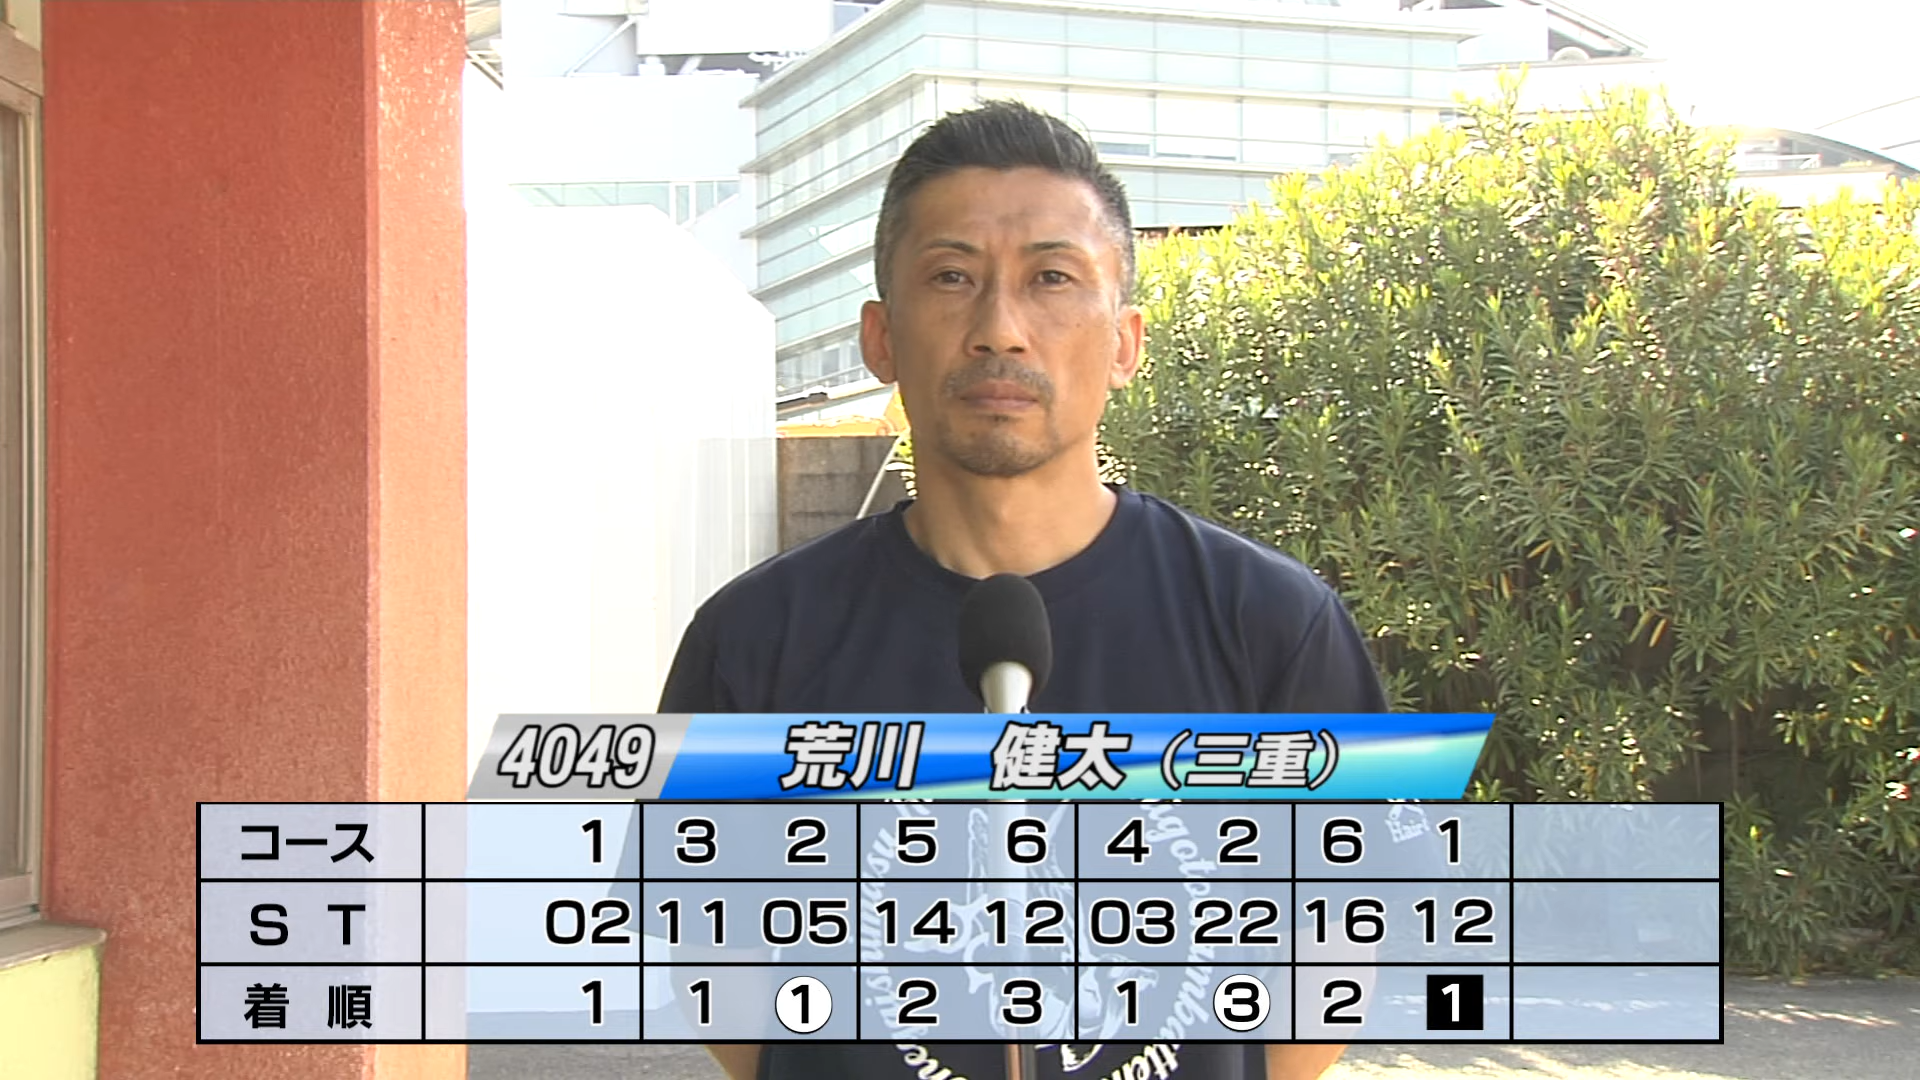 4049 荒川 健太（三重）
コース 1 3 2 5 6 4 2 6 1
ST 02 11 05 14 12 03 22 16 12
着順 1 1 1 2 3 1 3 2 1
Hair!